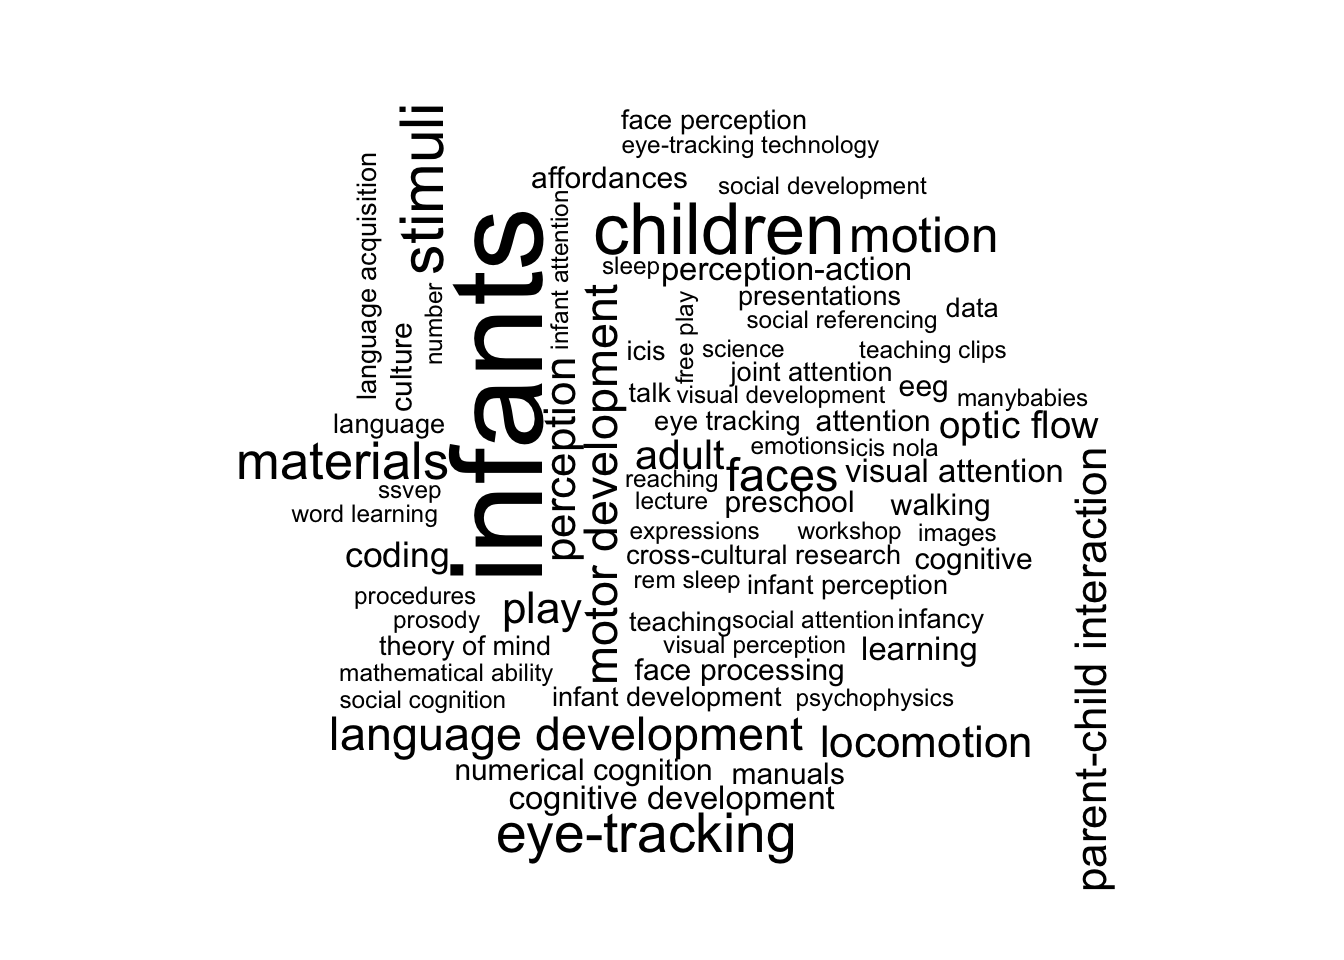 face perception
eye-tracking technology
affordances
social development
stimuli
language acquisition
infants
infant attention
children
motion
sleep
perception-action
number
culture
motor development
free play
presentations
data
social referencing
icis
science
teaching clips
perception
joint attention
talk
visual development
eeg
manybabies
language
eye tracking
attention
optic flow
materials
adult
emotions
icis nola
faces
visual attention
parent-child interaction
reaching
ssvep
lecture
preschool
walking
word learning
expressions
workshop
images
coding
cross-cultural research
cognitive
rem sleep
infant perception
procedures
play
prosody
teaching
social attention
infancy
theory of mind
visual perception
learning
mathematical ability
face processing
social cognition
infant development
psychophysics
language development
locomotion
numerical cognition
manuals
cognitive development
eye-tracking